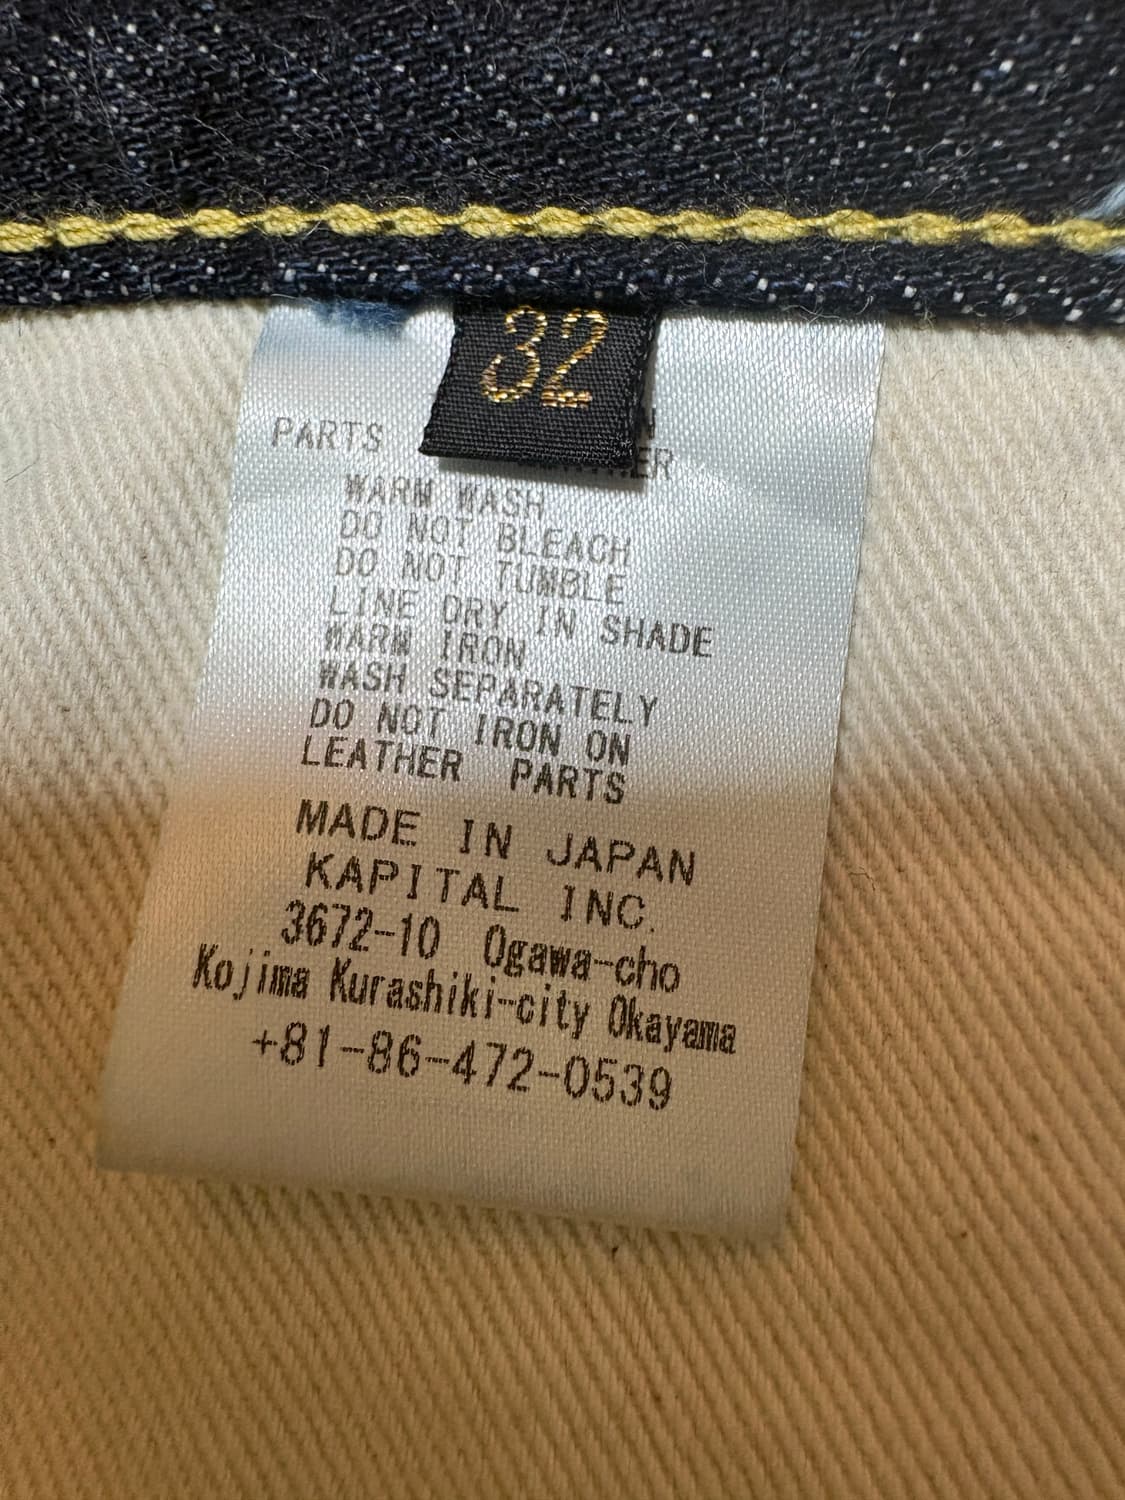 32
PARTS
WARM WASH
DO NOT BLEACH
DO NOT TUMBLE
LINE DRY IN SHADE
WARM IRON
WASH SEPARATELY
DO NOT IRON ON
LEATHER PARTS
MADE IN JAPAN
KAPITAL INC.
3672-10 Ogawa-cho
Kojima Kurashiki-city Okayama
+81-86-472-0539